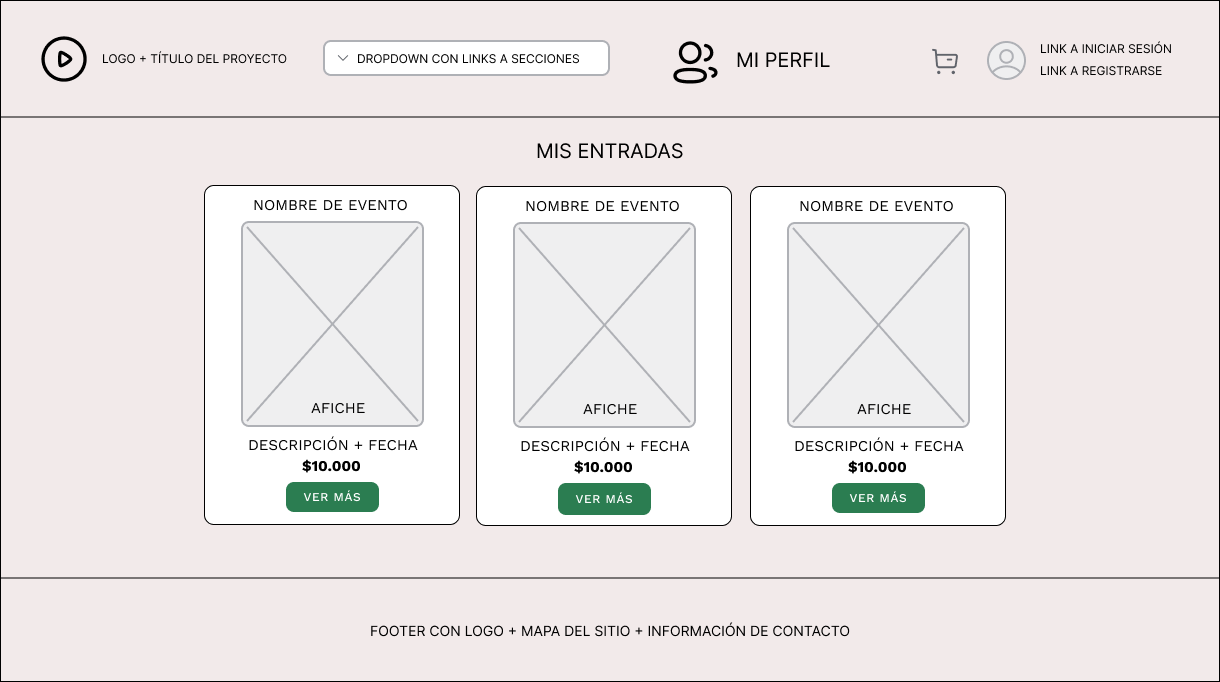 LOGO + TÍTULO DEL PROYECTO
DROPDOWN CON LINKS A SECCIONES
MI PERFIL
LINK A INICIAR SESIÓN
LINK A REGISTRARSE
MIS ENTRADAS
NOMBRE DE EVENTO
AFICHE
DESCRIPCIÓN + FECHA
$10.000
VER MÁS
NOMBRE DE EVENTO
AFICHE
DESCRIPCIÓN + FECHA
$10.000
VER MÁS
NOMBRE DE EVENTO
AFICHE
DESCRIPCIÓN + FECHA
$10.000
VER MÁS
FOOTER CON LOGO + MAPA DEL SITIO + INFORMACIÓN DE CONTACTO